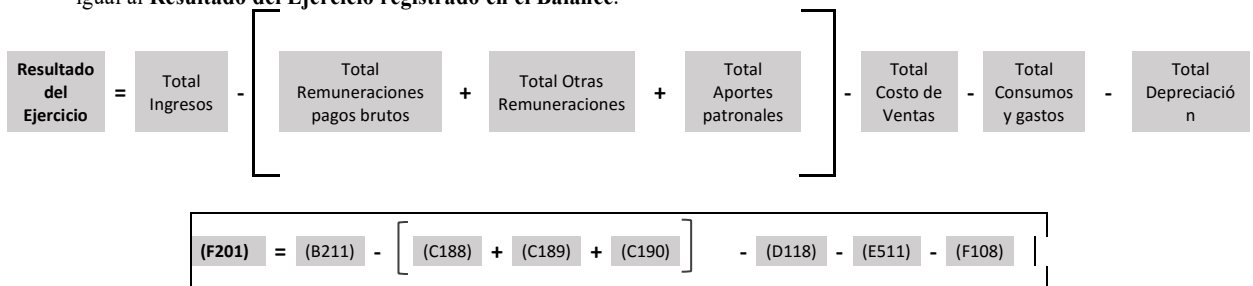 igual al Resultado del Ejercicio registrado en el Balance.
Resultado del Ejercicio = Total Ingresos - [ Total Remuneraciones pagos brutos + Total Otras Remuneraciones + Total Aportes patronales ] - Total Costo de Ventas - Total Consumos y gastos - Total Depreciación
(F201) = (B211) - [ (C188) + (C189) + (C190) ] - (D118) - (E511) - (F108)